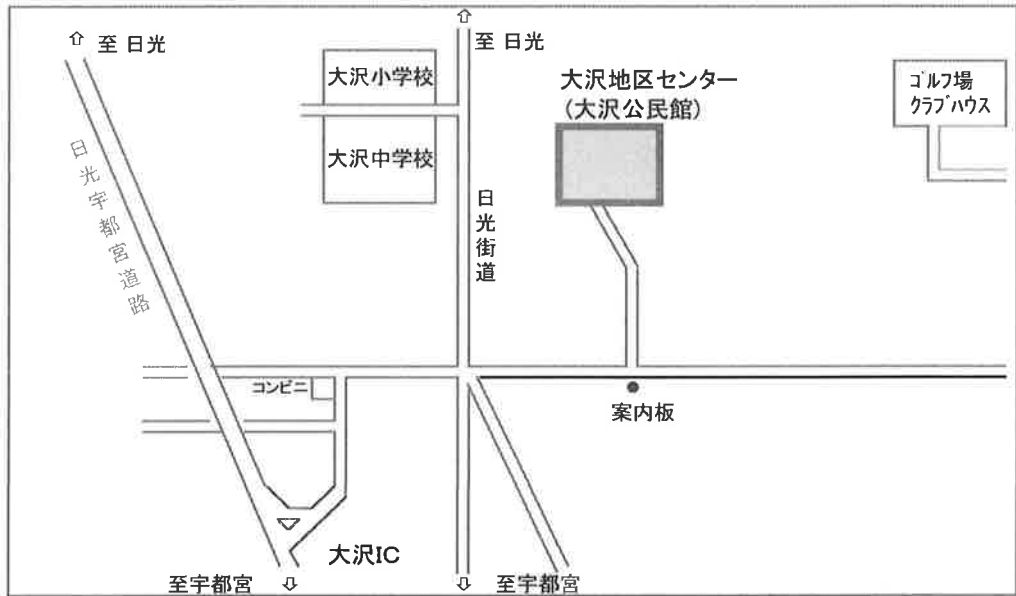 至 日光
至 日光
大沢小学校
大沢地区センター
(大沢公民館)
ゴルフ場
クラブハウス
大沢中学校
日光宇都宮道路
日光街道
コンビニ
案内板
大沢IC
至宇都宮
至宇都宮